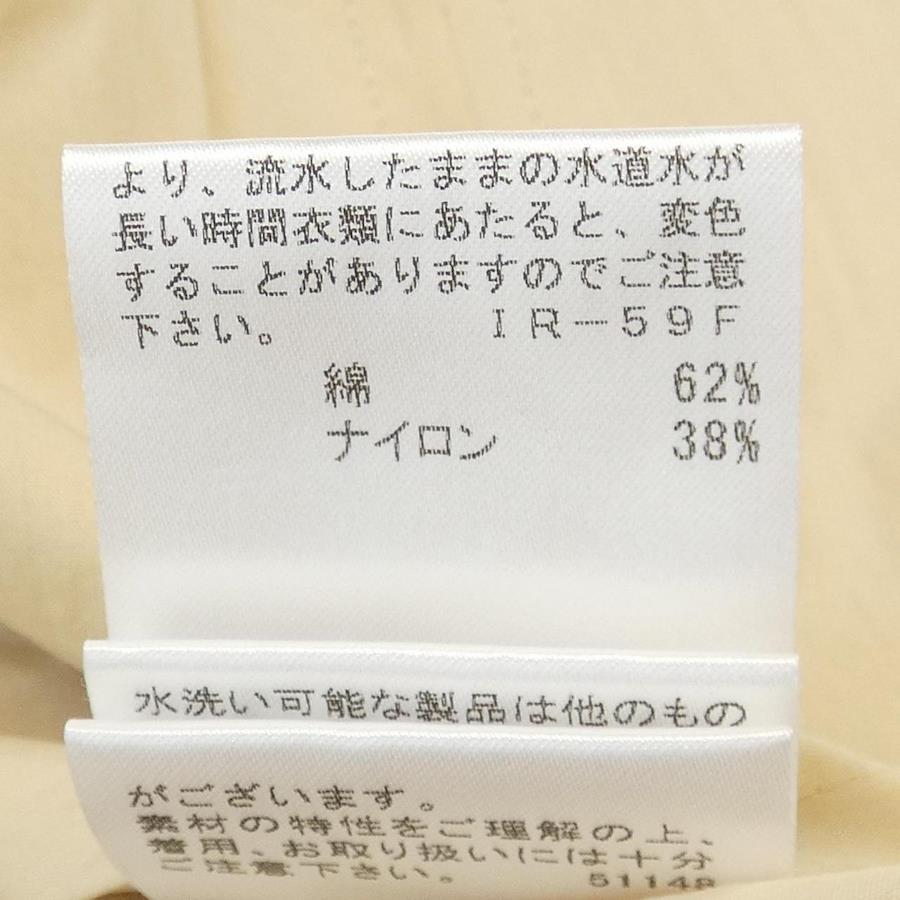 より、流水したままの水道水が
長い時間衣類にあたると、変色
することがありますのでご注意
下さい。 IR-59F
綿 62%
ナイロン 38%
水洗い可能な製品は他のもの
がございます。
素材の特性をご理解の上、
着用、お取り扱いには十分
ご注意下さい。 51148